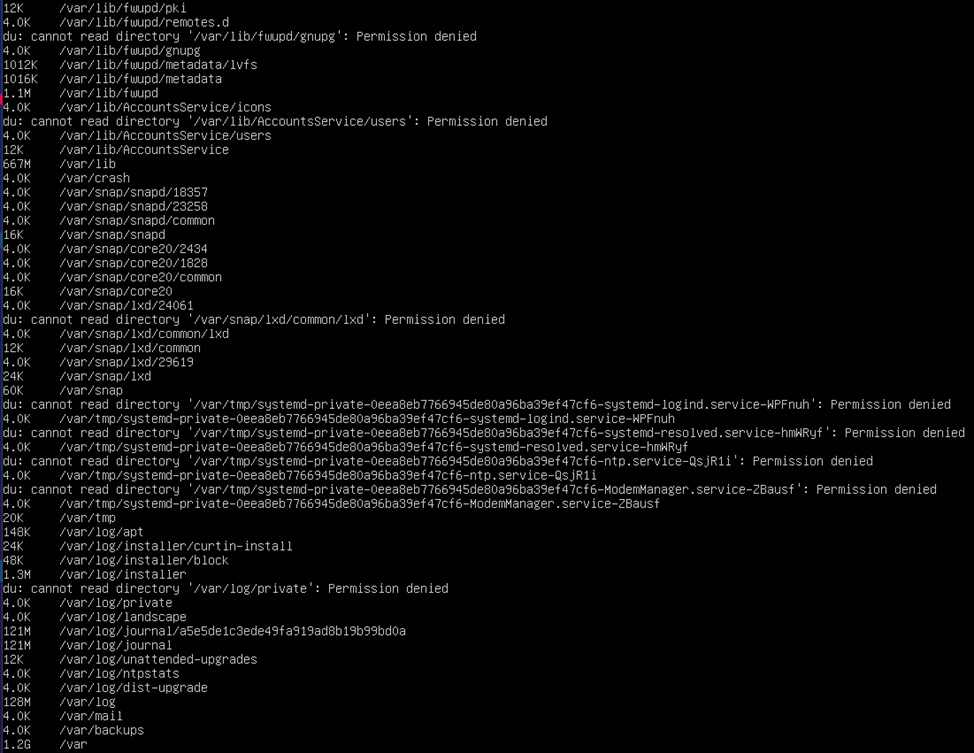 12K /var/lib/fwupd/pki
4.0K /var/lib/fwupd/remotes.d
du: cannot read directory '/var/lib/fwupd/gnupg': Permission denied
4.0K /var/lib/fwupd/gnupg
1012K /var/lib/fwupd/metadata/lvfs
1016K /var/lib/fwupd/metadata
1.1M /var/lib/fwupd
4.0K /var/lib/AccountsService/icons
du: cannot read directory '/var/lib/AccountsService/users': Permission denied
4.0K /var/lib/AccountsService/users
12K /var/lib/AccountsService
667M /var/lib
4.0K /var/crash
4.0K /var/snap/snapd/18357
4.0K /var/snap/snapd/23258
4.0K /var/snap/snapd/common
16K /var/snap/snapd
4.0K /var/snap/core20/2434
4.0K /var/snap/core20/1828
4.0K /var/snap/core20/common
16K /var/snap/core20
4.0K /var/snap/lxd/24061
du: cannot read directory '/var/snap/lxd/common/lxd': Permission denied
4.0K /var/snap/lxd/common/lxd
12K /var/snap/lxd/common
4.0K /var/snap/lxd/29619
24K /var/snap/lxd
60K /var/snap
du: cannot read directory '/var/tmp/systemd-private-0eea8eb7766945de80a96ba39ef47cf6-systemd-logind.service-WPFnuh': Permission denied
4.0K /var/tmp/systemd-private-0eea8eb7766945de80a96ba39ef47cf6-systemd-logind.service-WPFnuh
du: cannot read directory '/var/tmp/systemd-private-0eea8eb7766945de80a96ba39ef47cf6-systemd-resolved.service-hmWRyf': Permission denied
4.0K /var/tmp/systemd-private-0eea8eb7766945de80a96ba39ef47cf6-systemd-resolved.service-hmWRyf
du: cannot read directory '/var/tmp/systemd-private-0eea8eb7766945de80a96ba39ef47cf6-ntp.service-QsjR1i': Permission denied
4.0K /var/tmp/systemd-private-0eea8eb7766945de80a96ba39ef47cf6-ntp.service-QsjR1i
du: cannot read directory '/var/tmp/systemd-private-0eea8eb7766945de80a96ba39ef47cf6-ModemManager.service-ZBausf': Permission denied
4.0K /var/tmp/systemd-private-0eea8eb7766945de80a96ba39ef47cf6-ModemManager.service-ZBausf
20K /var/tmp
148K /var/log/apt
24K /var/log/installer/curtin-install
48K /var/log/installer/block
1.3M /var/log/installer
du: cannot read directory '/var/log/private': Permission denied
4.0K /var/log/private
4.0K /var/log/landscape
121M /var/log/journal/a5e5de1c3ede49fa919ad8b19b99bd0a
121M /var/log/journal
12K /var/log/unattended-upgrades
4.0K /var/log/ntpstats
4.0K /var/log/dist-upgrade
128M /var/log
4.0K /var/mail
4.0K /var/backups
1.2G /var